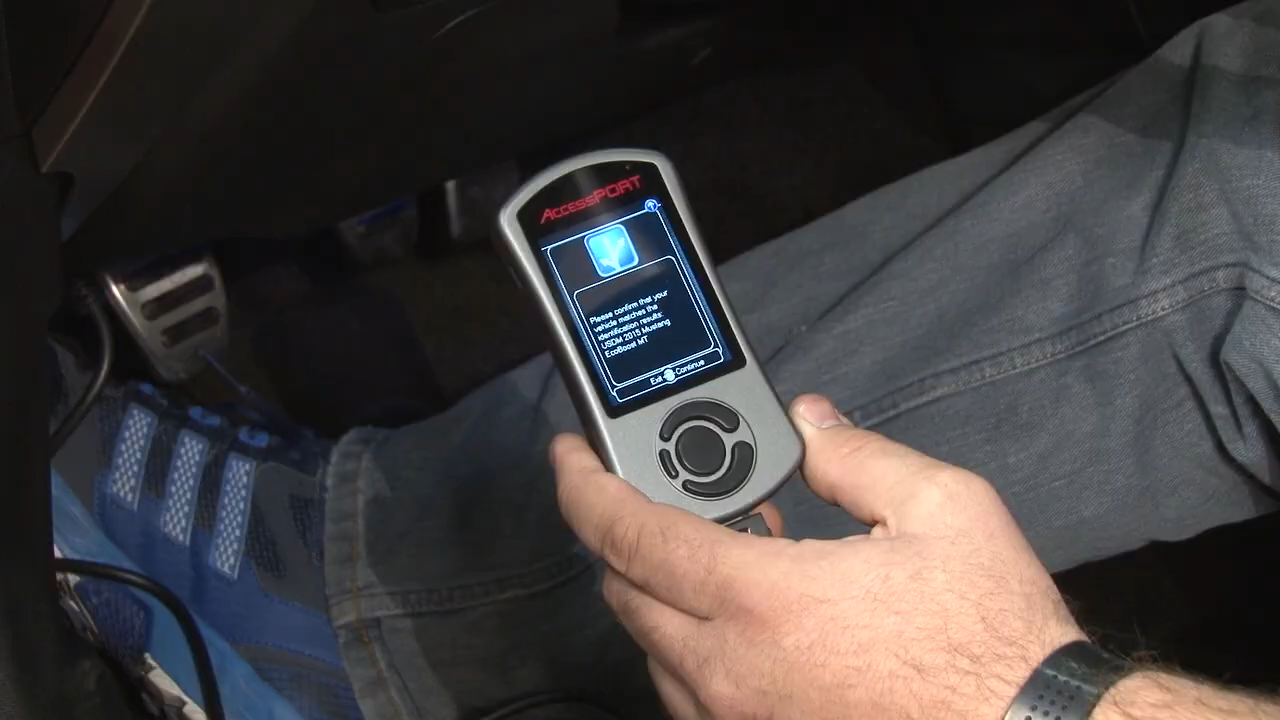 AccessPORT
Please confirm that your
vehicle matches the
identification results:
USDM 2015 Mustang
EcoBoost MT
Exit Continue